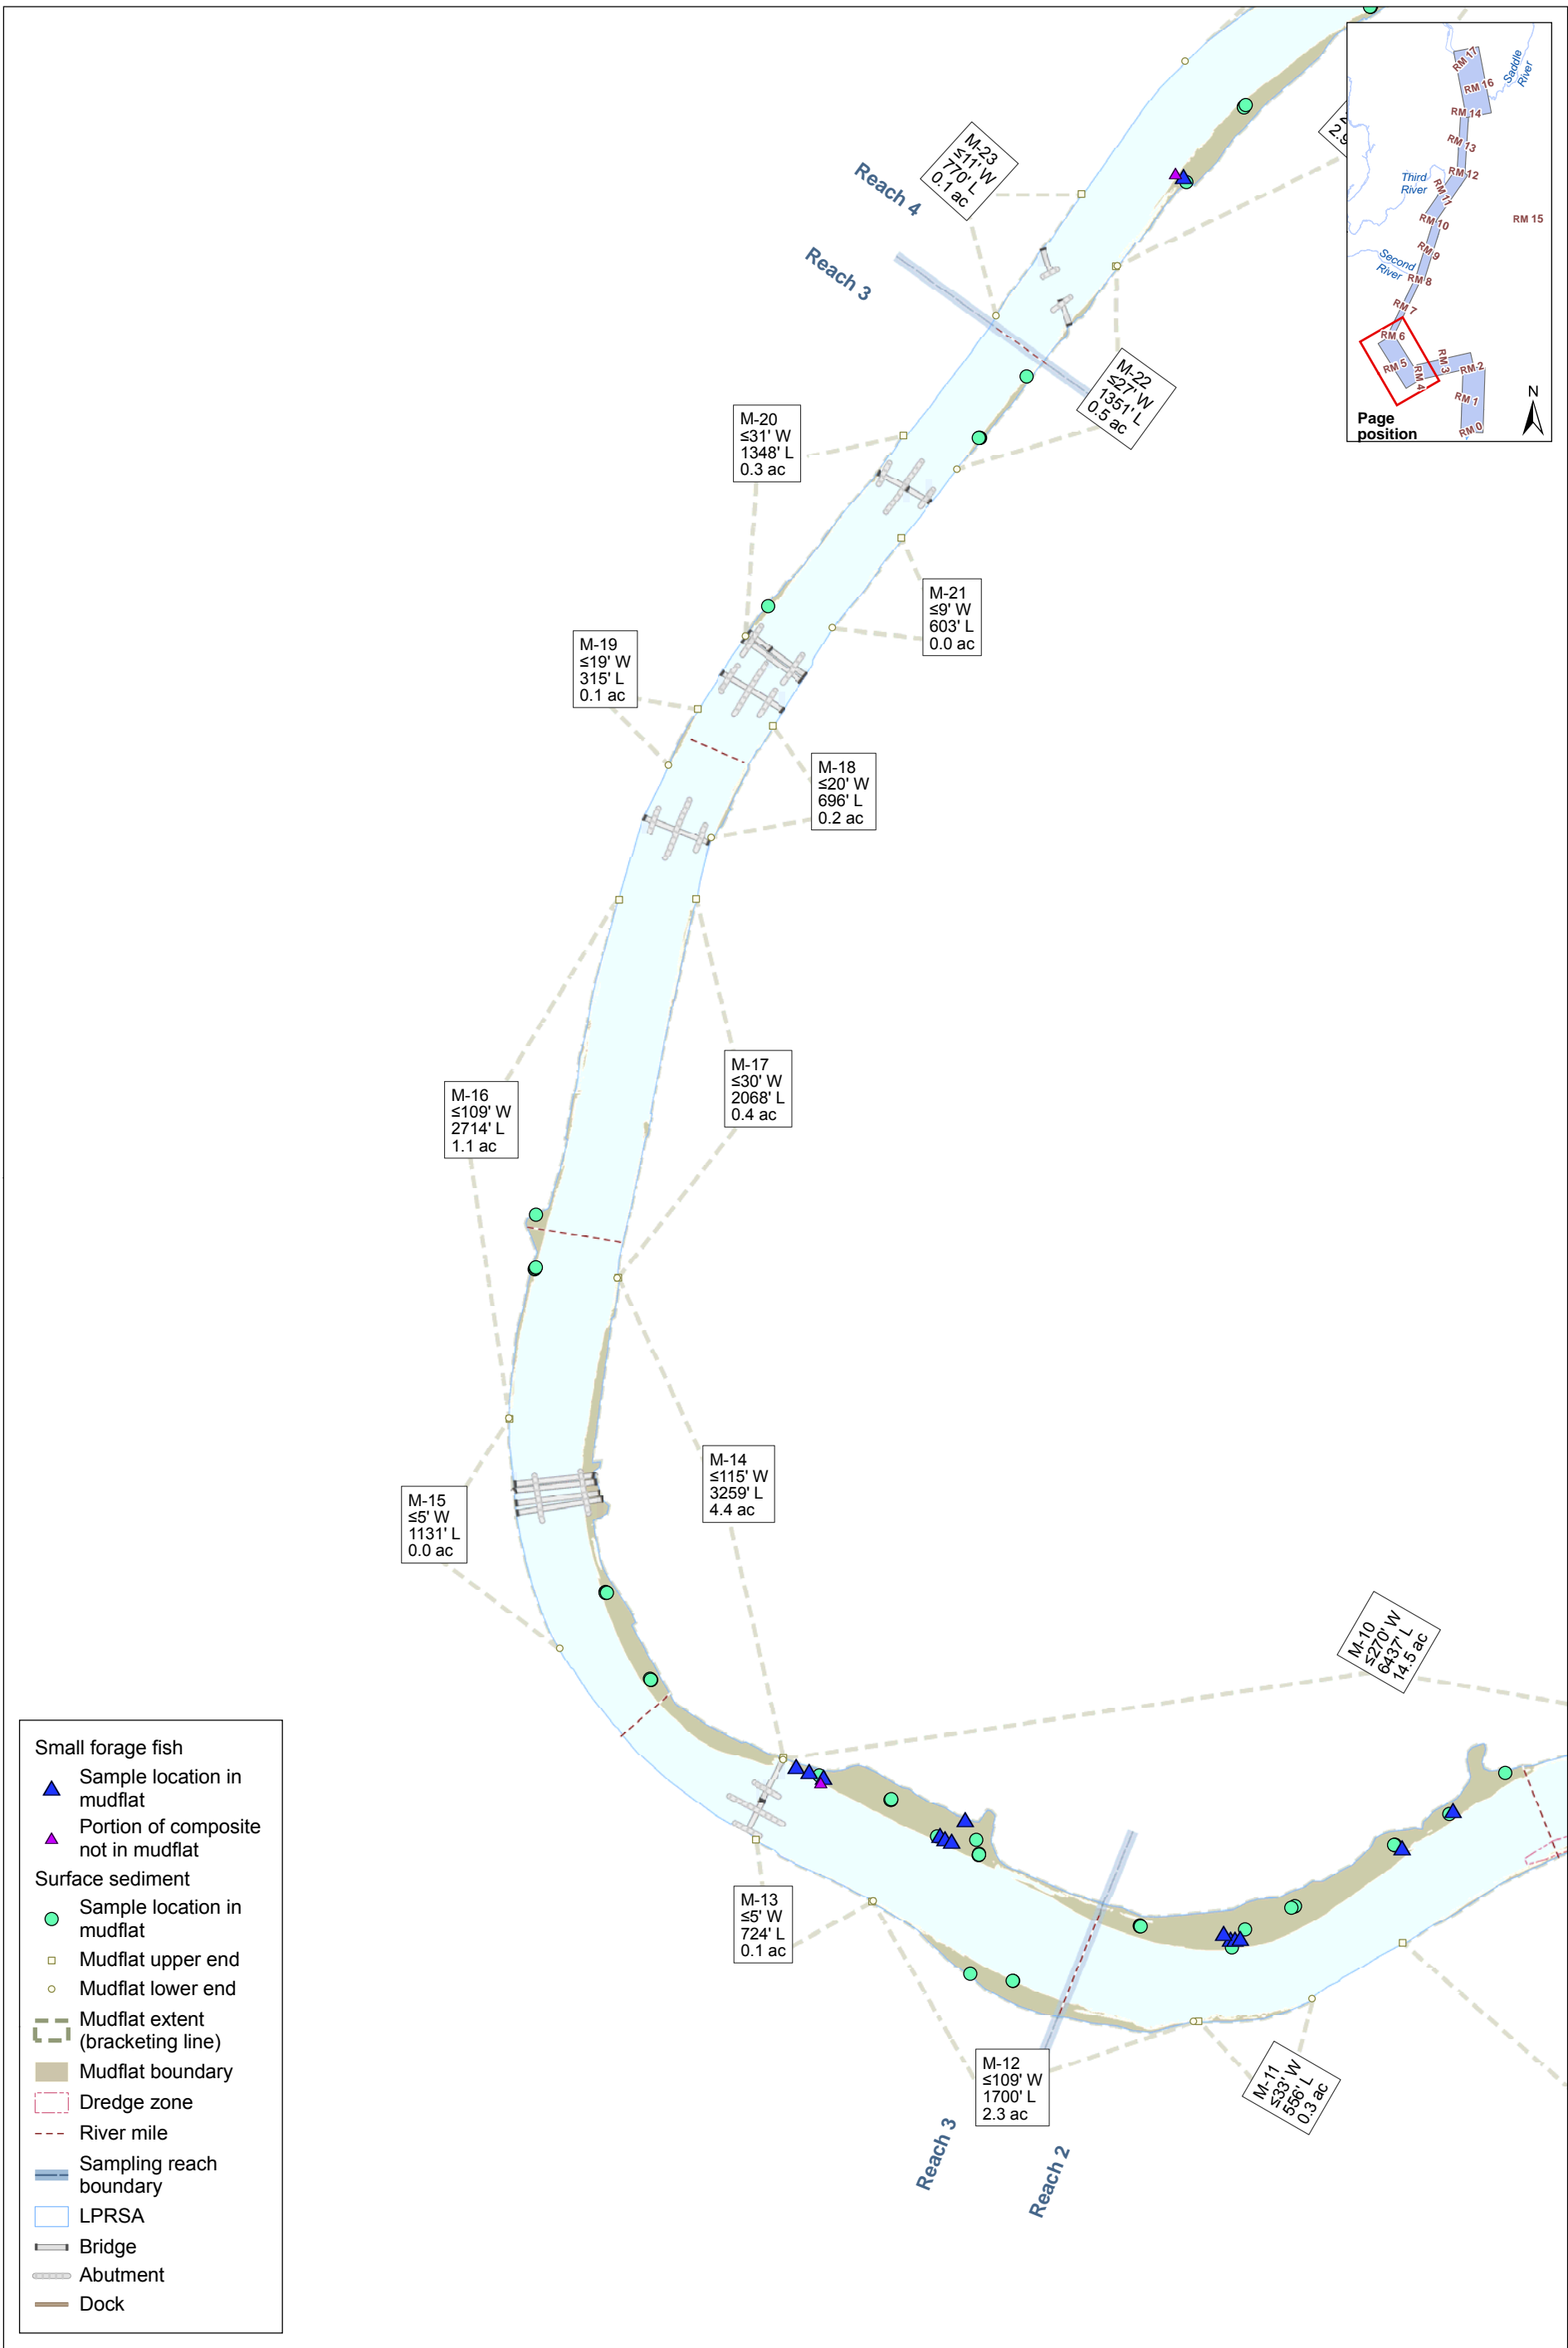 RM 17
Saddle
River
RM 16
RM 14
RM 13
RM 12
Third
River
RM 11
RM 10
RM 15
RM 9
Second
River
RM 8
RM 7
RM 6
RM 5
RM 4
RM 3
RM 2
RM 1
RM 0
Page
position
N
2.9
M-23
≤11' W
770' L
0.1 ac
Reach 4
Reach 3
M-22
≤27' W
1351' L
0.5 ac
M-20
≤31' W
1348' L
0.3 ac
M-21
≤9' W
603' L
0.0 ac
M-19
≤19' W
315' L
0.1 ac
M-18
≤20' W
696' L
0.2 ac
M-17
≤30' W
2068' L
0.4 ac
M-16
≤109' W
2714' L
1.1 ac
M-14
≤115' W
3259' L
4.4 ac
M-15
≤5' W
1131' L
0.0 ac
M-10
≤270' W
6437' L
14.5 ac
M-13
≤5' W
724' L
0.1 ac
M-12
≤109' W
1700' L
2.3 ac
M-11
≤33' W
556' L
0.3 ac
Reach 3
Reach 2
Small forage fish
Sample location in
mudflat
Portion of composite
not in mudflat
Surface sediment
Sample location in
mudflat
Mudflat upper end
Mudflat lower end
Mudflat extent
(bracketing line)
Mudflat boundary
Dredge zone
River mile
Sampling reach
boundary
LPRSA
Bridge
Abutment
Dock